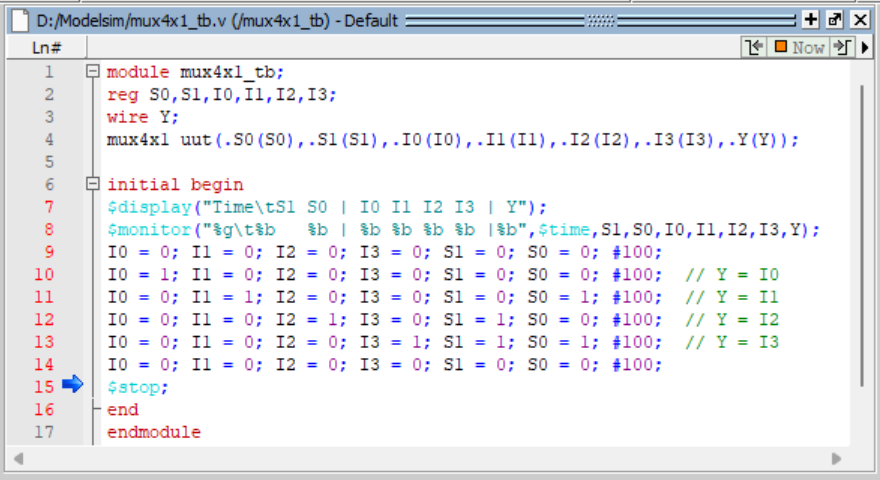 D:/Modelsim/mux4x1_tb.v (/mux4x1_tb) - Default
Ln#
Now
1 module mux4x1_tb;
2 reg S0,S1,I0,I1,I2,I3;
3 wire Y;
4 mux4x1 uut(.S0(S0),.S1(S1),.I0(I0),.I1(I1),.I2(I2),.I3(I3),.Y(Y));
5
6 initial begin
7 $display("Time\tS1 S0 | I0 I1 I2 I3 | Y");
8 $monitor("%g\t%b   %b | %b %b %b %b |%b",$time,S1,S0,I0,I1,I2,I3,Y);
9 I0 = 0; I1 = 0; I2 = 0; I3 = 0; S1 = 0; S0 = 0; #100;
10 I0 = 1; I1 = 0; I2 = 0; I3 = 0; S1 = 0; S0 = 0; #100;  // Y = I0
11 I0 = 0; I1 = 1; I2 = 0; I3 = 0; S1 = 0; S0 = 1; #100;  // Y = I1
12 I0 = 0; I1 = 0; I2 = 1; I3 = 0; S1 = 1; S0 = 0; #100;  // Y = I2
13 I0 = 0; I1 = 0; I2 = 0; I3 = 1; S1 = 1; S0 = 1; #100;  // Y = I3
14 I0 = 0; I1 = 0; I2 = 0; I3 = 0; S1 = 0; S0 = 0; #100;
15 $stop;
16 end
17 endmodule